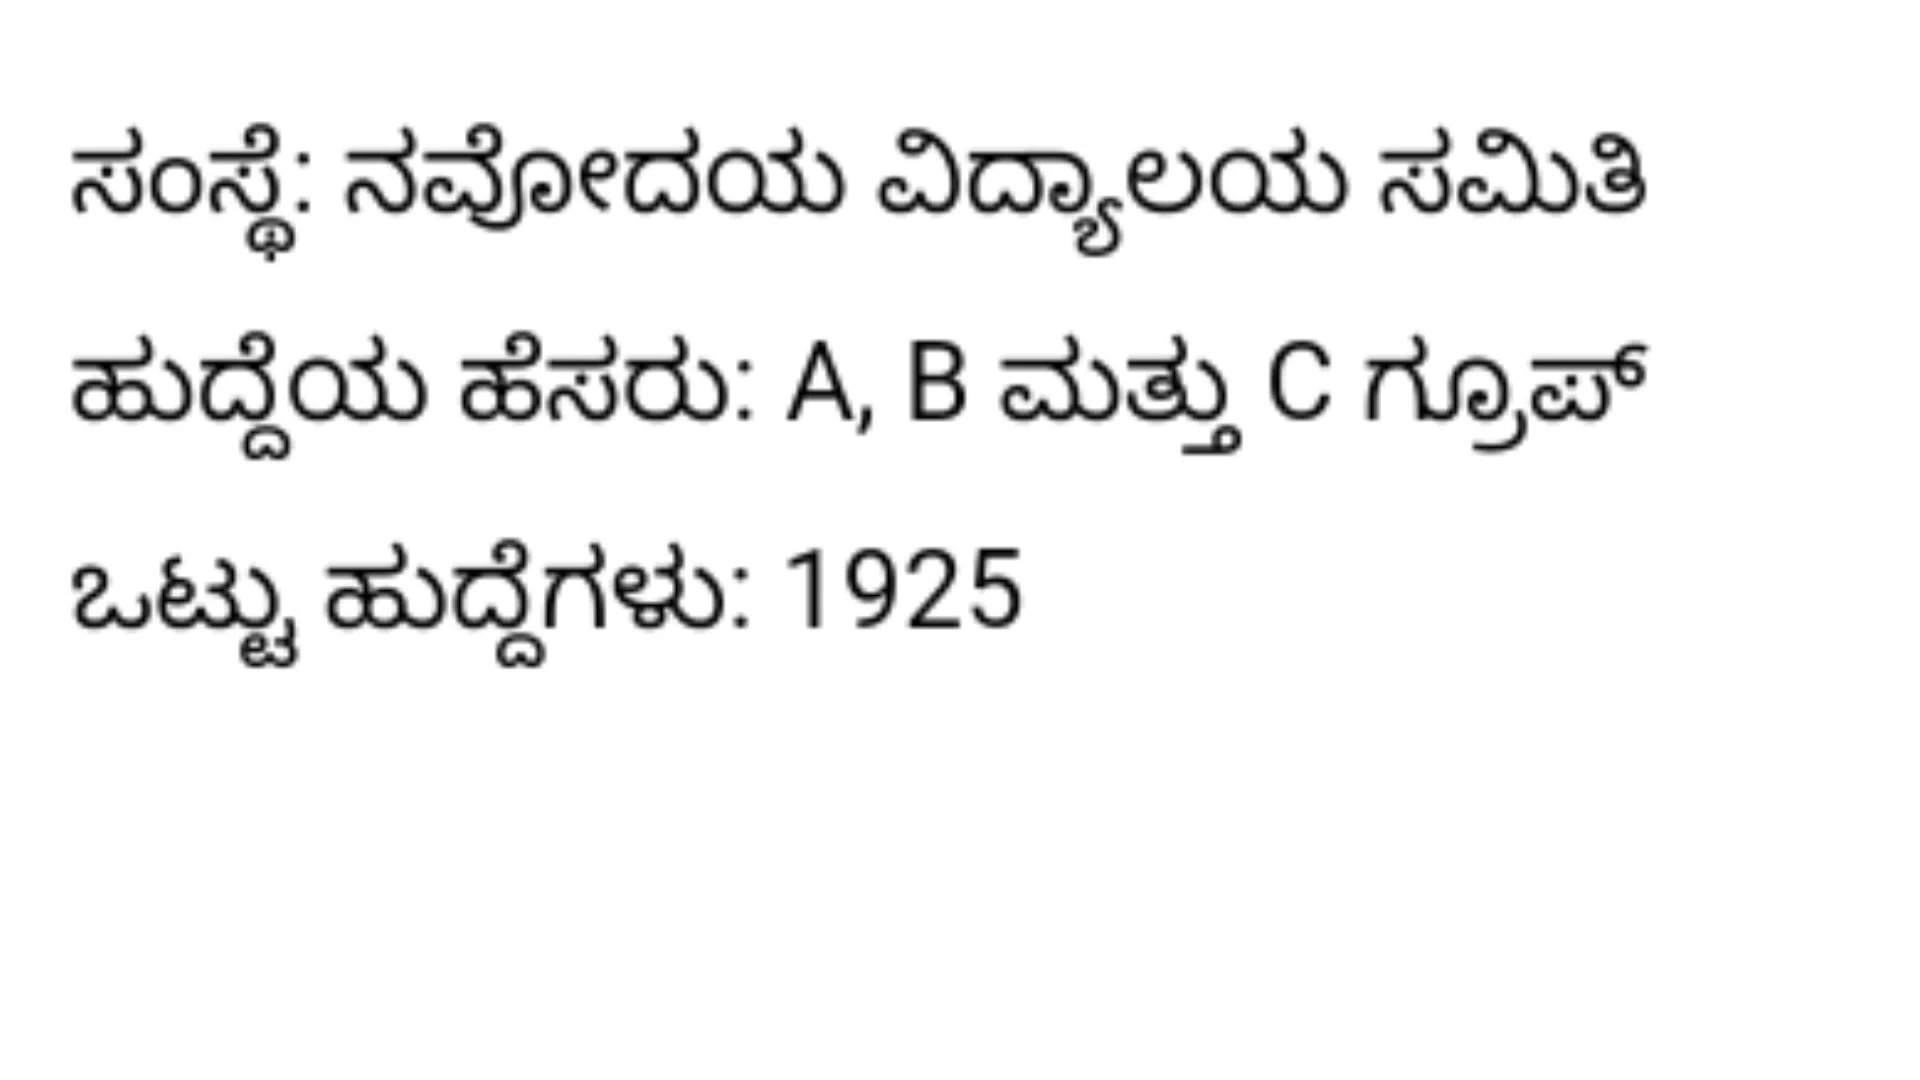 ಸಂಸ್ಥೆ: ನವೋದಯ ವಿದ್ಯಾಲಯ ಸಮಿತಿ
ಹುದ್ದೆಯ ಹೆಸರು: A, B ಮತ್ತು C ಗ್ರೂಪ್
ಒಟ್ಟು ಹುದ್ದೆಗಳು: 1925